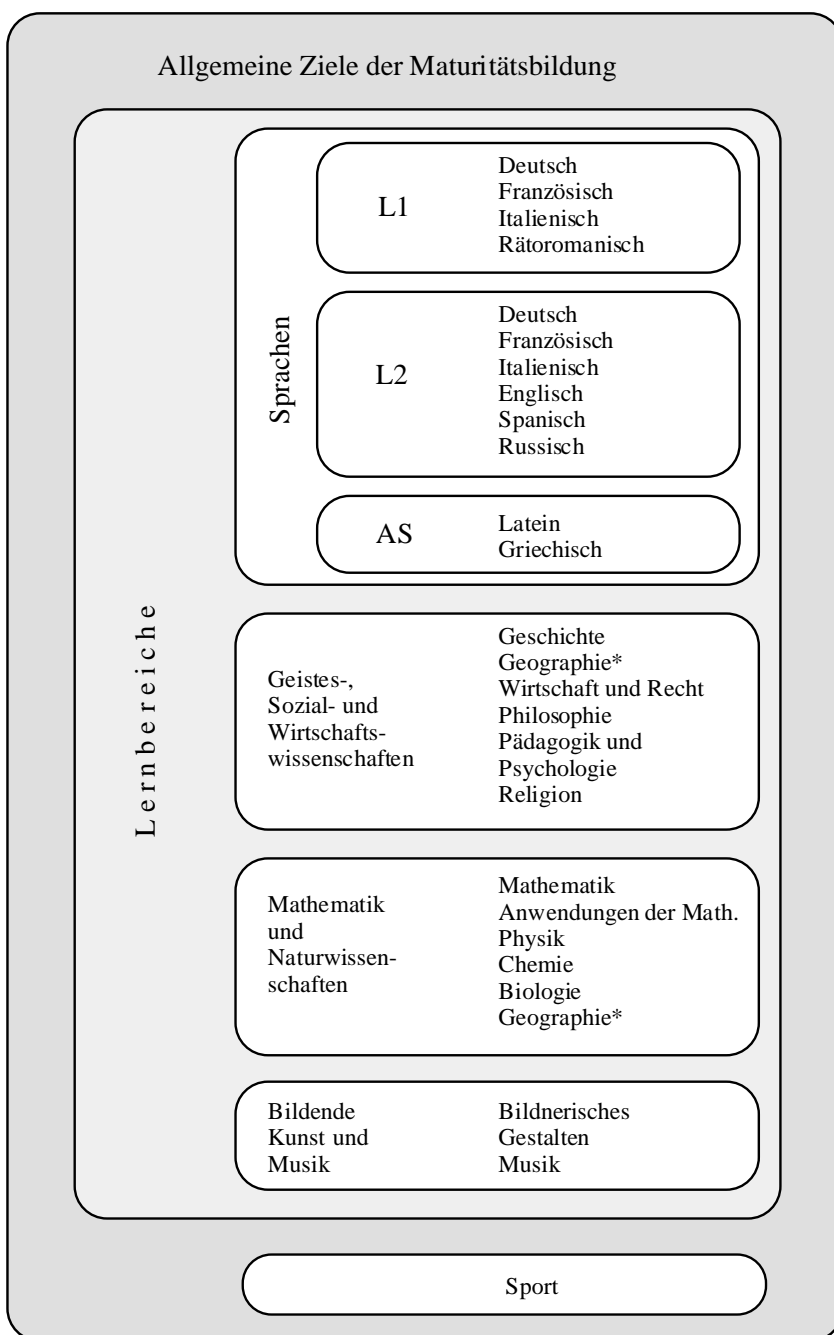 Allgemeine Ziele der Maturitätsbildung
Lernbereiche
Sprachen
L1
Deutsch
Französisch
Italienisch
Rätoromanisch
L2
Deutsch
Französisch
Italienisch
Englisch
Spanisch
Russisch
AS
Latein
Griechisch
Geistes-,
Sozial- und
Wirtschafts-
wissenschaften
Geschichte
Geographie*
Wirtschaft und Recht
Philosophie
Pädagogik und
Psychologie
Religion
Mathematik
und
Naturwissen-
schaften
Mathematik
Anwendungen der Math.
Physik
Chemie
Biologie
Geographie*
Bildende
Kunst und
Musik
Bildnerisches
Gestalten
Musik
Sport